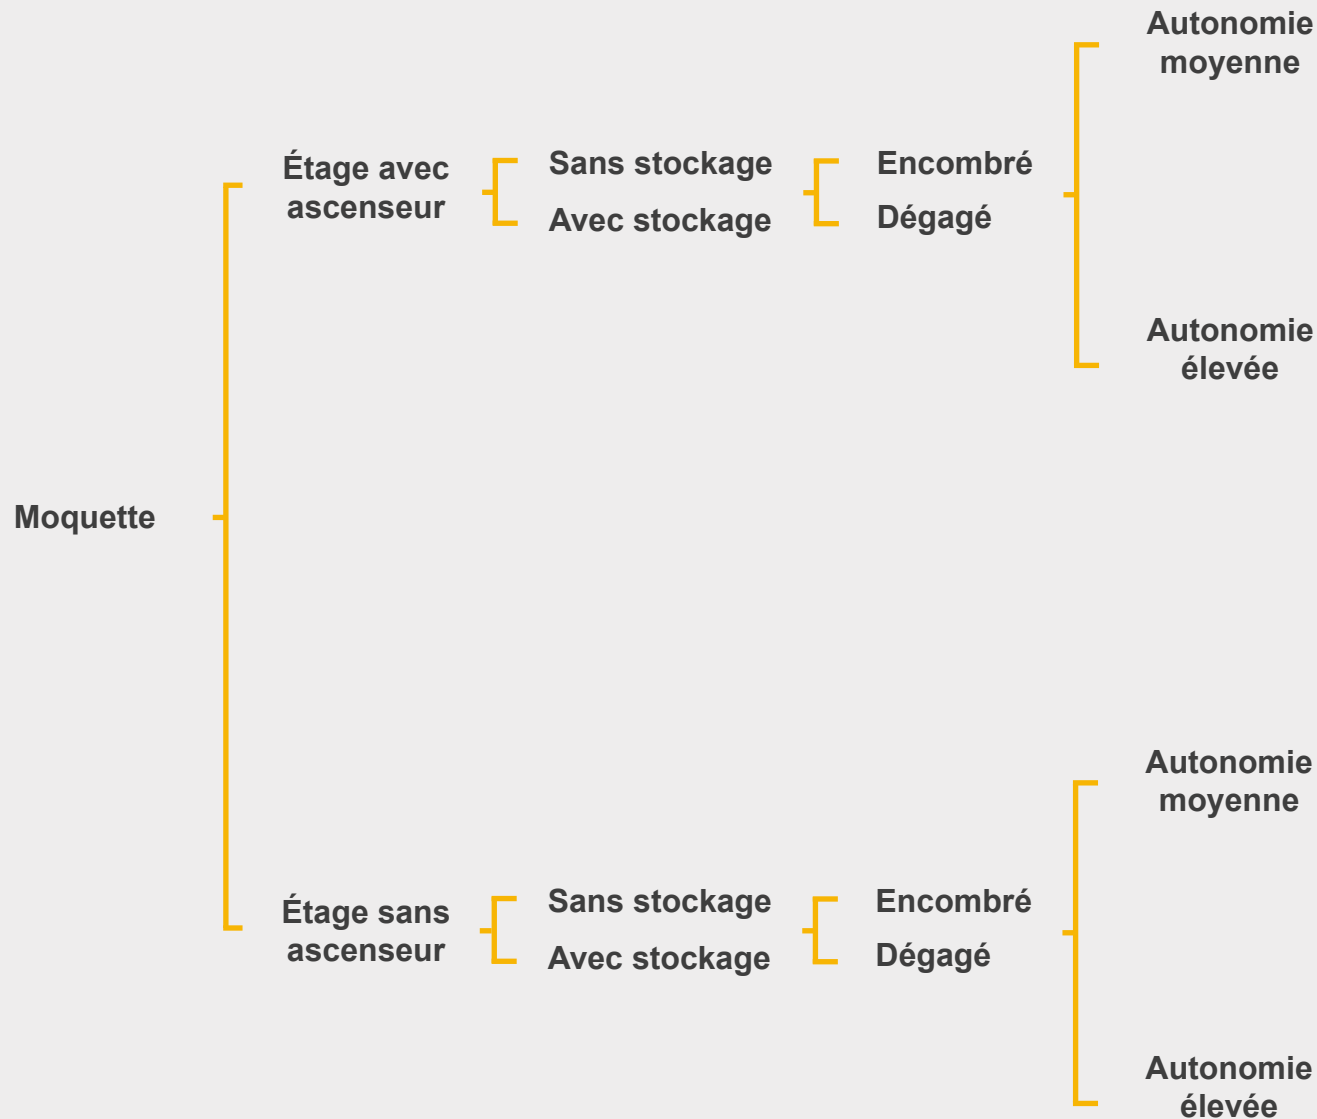 Autonomie
moyenne
Étage avec
ascenseur
Sans stockage
Avec stockage
Encombré
Dégagé
Autonomie
élevée
Moquette
Autonomie
moyenne
Étage sans
ascenseur
Sans stockage
Avec stockage
Encombré
Dégagé
Autonomie
élevée